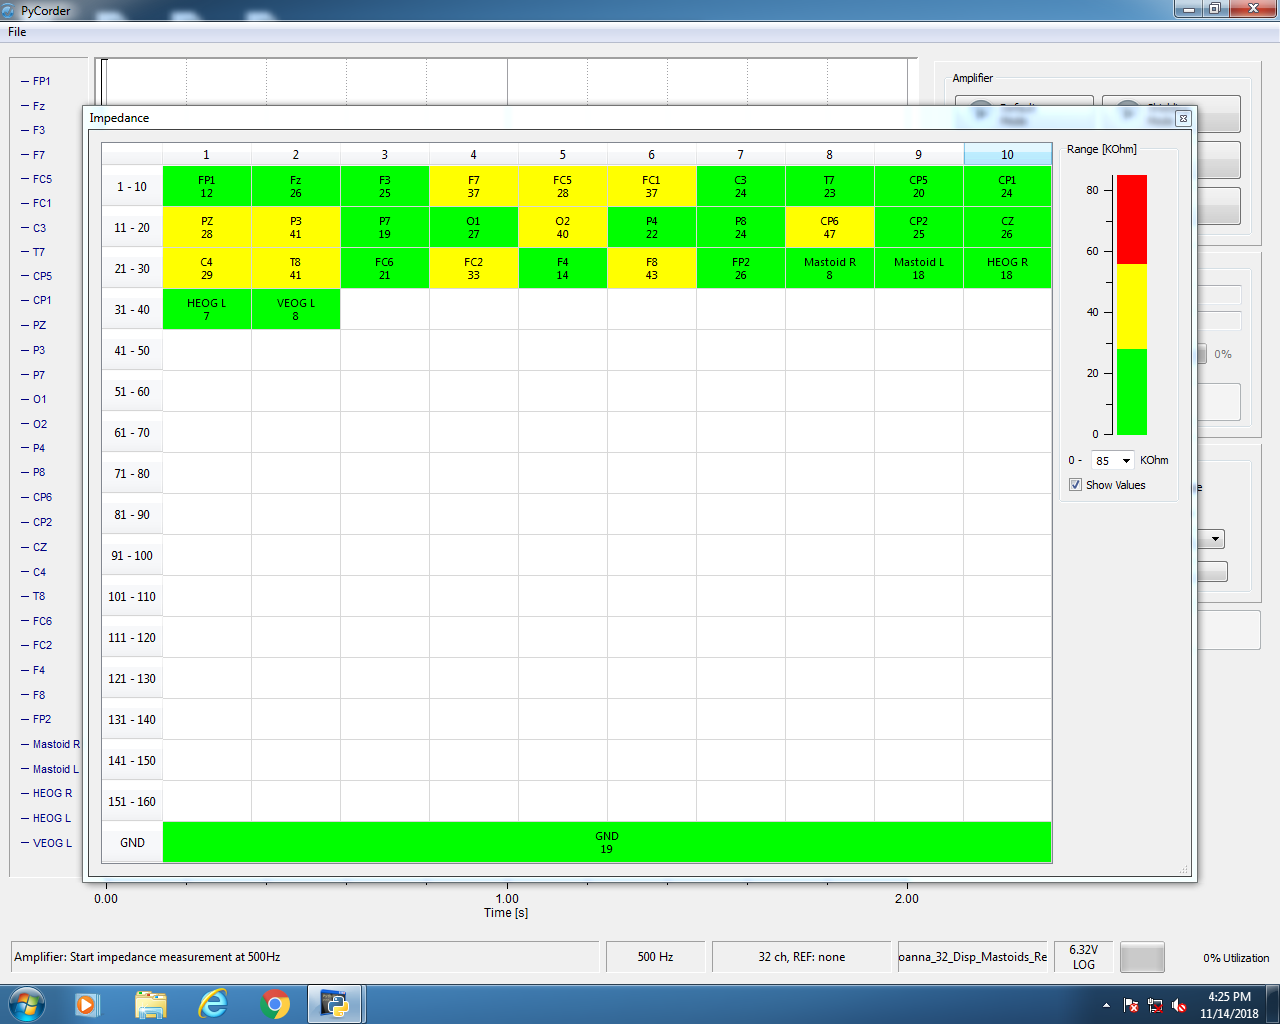 PyCorder
File
FP1
Fz
F3
F7
FC5
FC1
C3
T7
CP5
CP1
PZ
P3
P7
O1
O2
P4
P8
CP6
CP2
CZ
C4
T8
FC6
FC2
F4
F8
FP2
Mastoid R
Mastoid L
HEOG R
HEOG L
VEOG L
Amplifier
Impedance
1 2 3 4 5 6 7 8 9 10
1 - 10 FP1 Fz F3 F7 FC5 FC1 C3 T7 CP5 CP1
12 26 25 37 28 37 24 23 20 24
11 - 20 PZ P3 P7 O1 O2 P4 P8 CP6 CP2 CZ
28 41 19 27 40 22 24 47 25 26
21 - 30 C4 T8 FC6 FC2 F4 F8 FP2 Mastoid R Mastoid L HEOG R
29 41 21 33 14 43 26 8 18 18
31 - 40 HEOG L VEOG L
7 8
41 - 50
51 - 60
61 - 70
71 - 80
81 - 90
91 - 100
101 - 110
111 - 120
121 - 130
131 - 140
141 - 150
151 - 160
GND GND
19
Range [KOhm]
80
60
40
20
0
0 - 85 KOhm
Show Values
0%
0.00 1.00 2.00
Time [s]
Amplifier: Start impedance measurement at 500Hz
500 Hz
32 ch, REF: none
oanna_32_Disp_Mastoids_Re
6.32V
LOG
0% Utilization
4:25 PM
11/14/2018